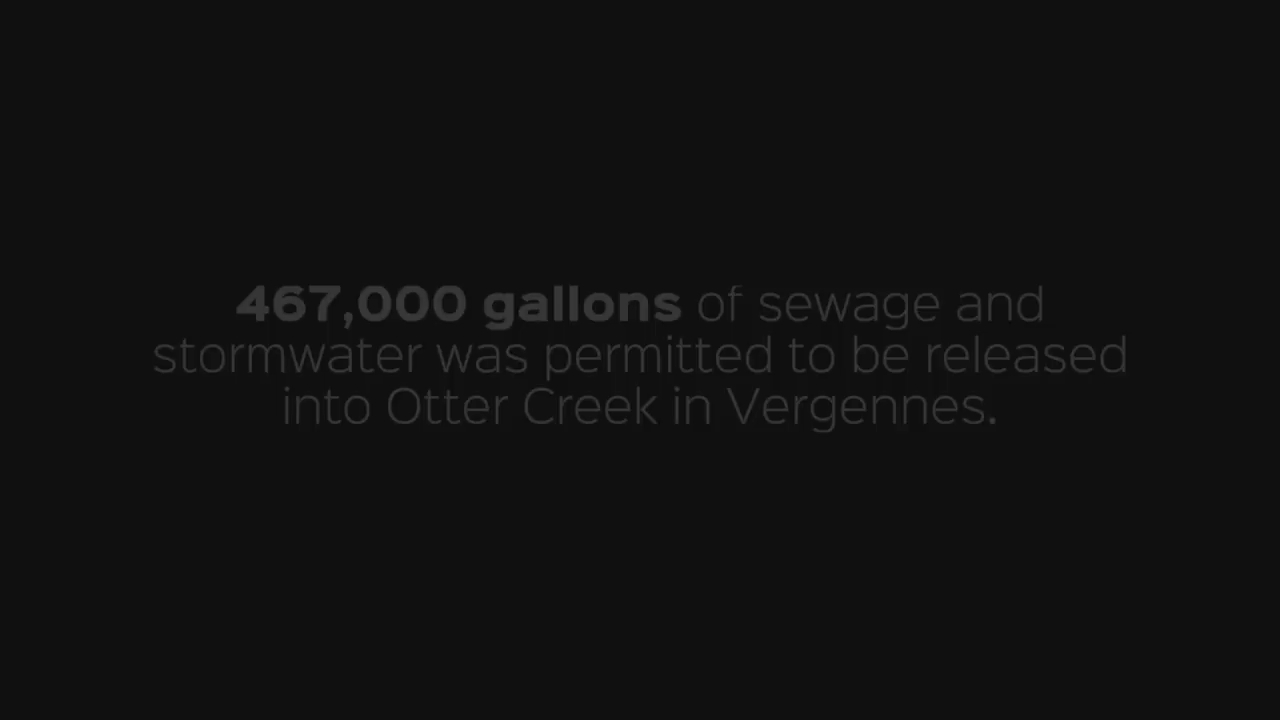 467,000 gallons of sewage and
stormwater was permitted to be released
into Otter Creek in Vergennes.